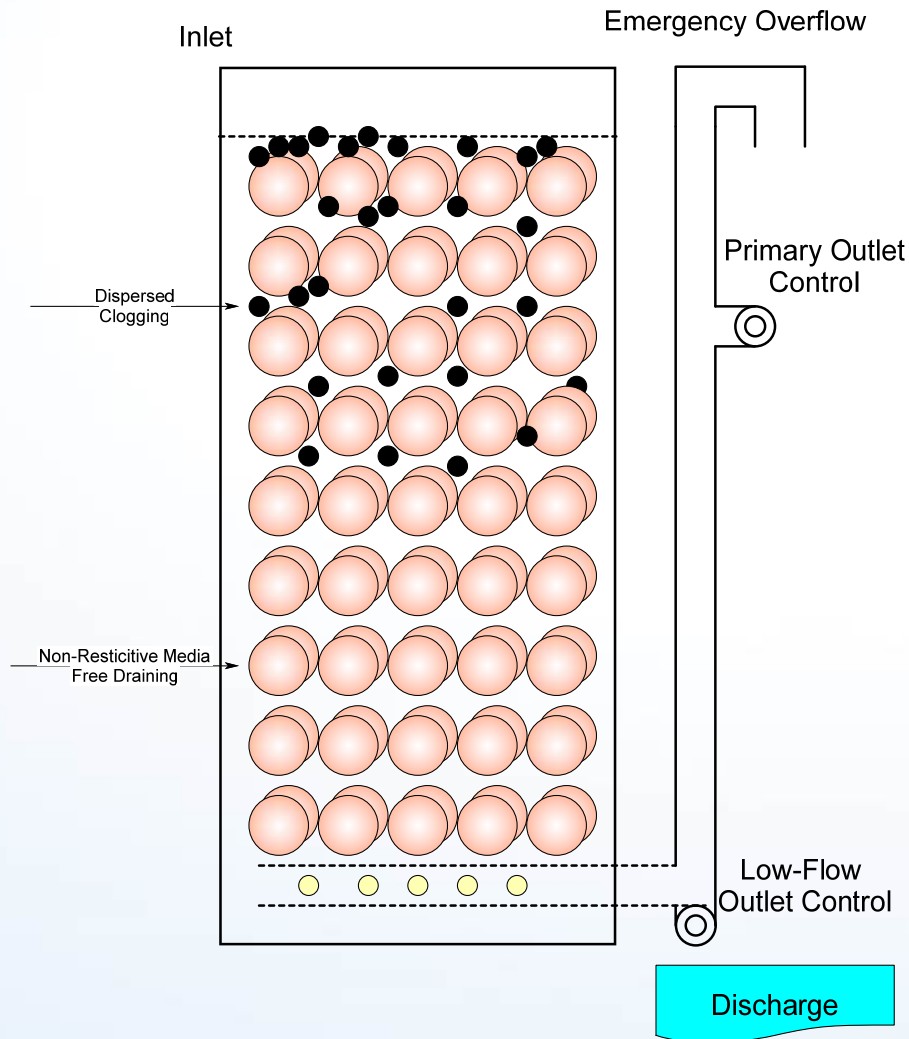 Emergency Overflow
Inlet
Primary Outlet
Control
Dispersed
Clogging
Non-Resticitive Media
Free Draining
Low-Flow
Outlet Control
Discharge